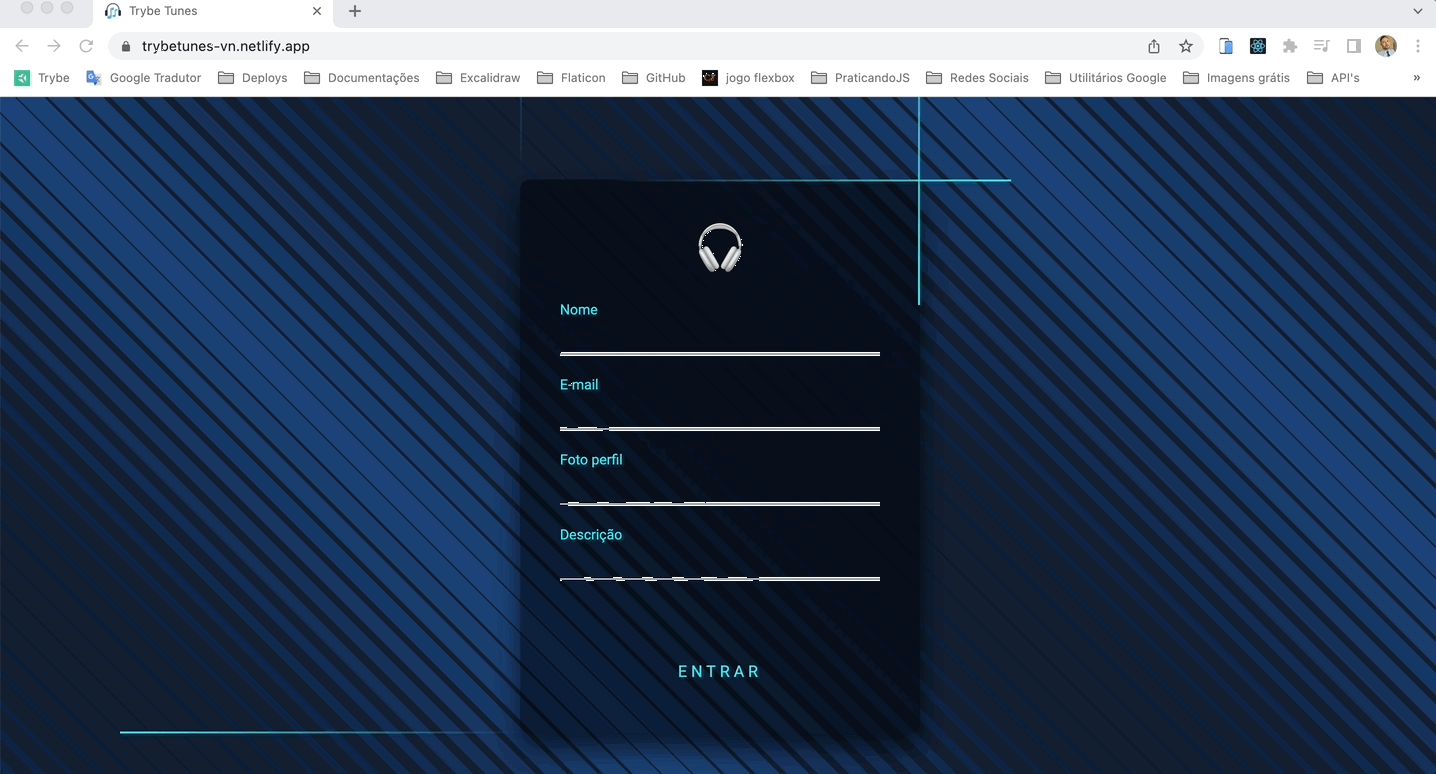 Trybe Tunes
trybetunes-vn.netlify.app
Trybe Google Tradutor Deploys Documentações Excalidraw Flaticon GitHub jogo flexbox PraticandoJS Redes Sociais Utilitários Google Imagens grátis API's »
Nome
E-mail
Foto perfil
Descrição
ENTRAR